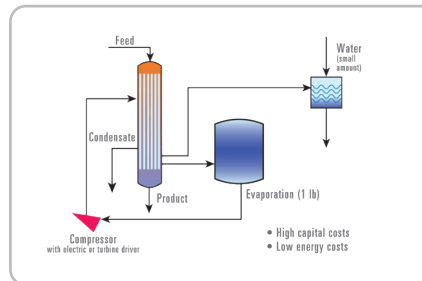 Feed
Water
(small
amount)
Condensate
Product
Evaporation (1 lb)
Compressor
with electric or turbine driver
• High capital costs
• Low energy costs